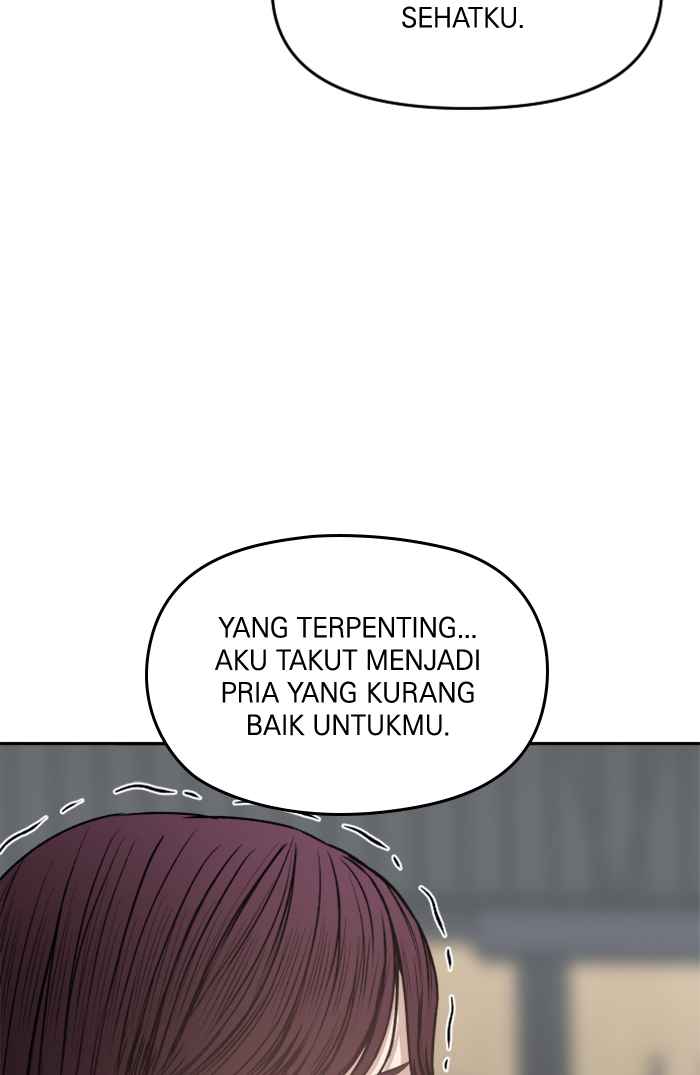 SEHATKU.
YANG TERPENTING...
AKU TAKUT MENJADI
PRIA YANG KURANG
BAIK UNTUKMU.